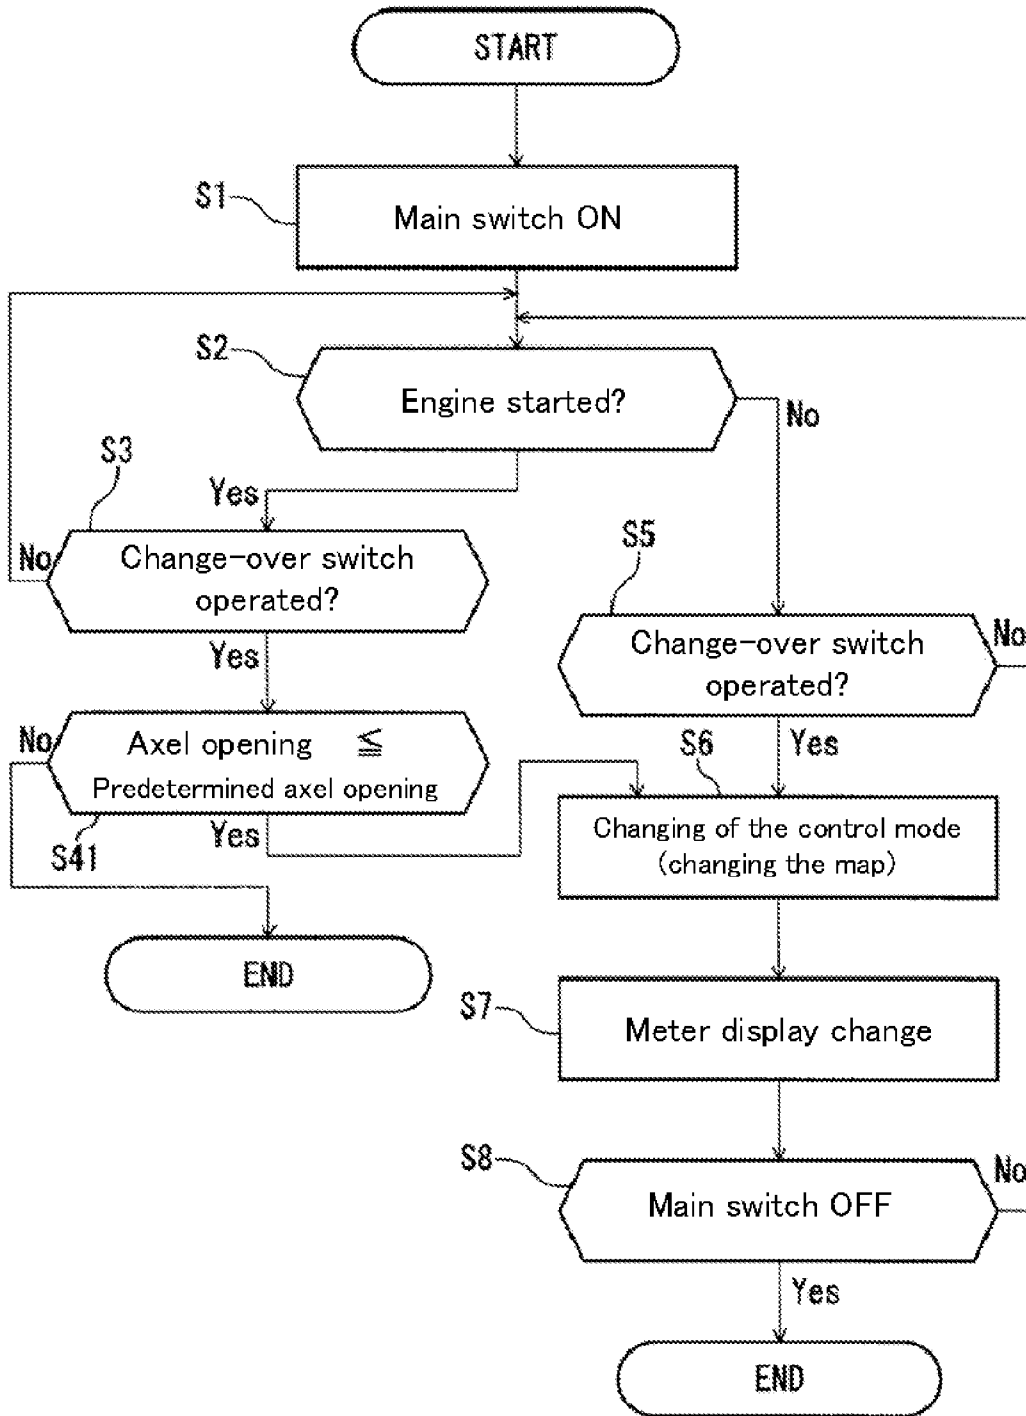 START
S1
Main switch ON
S2
Engine started?
No
S3
Yes
No
Change-over switch
operated?
S5
Yes
Change-over switch
operated?
No
No
Axel opening ≦
Predetermined axel opening
S6
Yes
Yes
S41
Changing of the control mode
(changing the map)
END
S7
Meter display change
S8
Main switch OFF
No
Yes
END